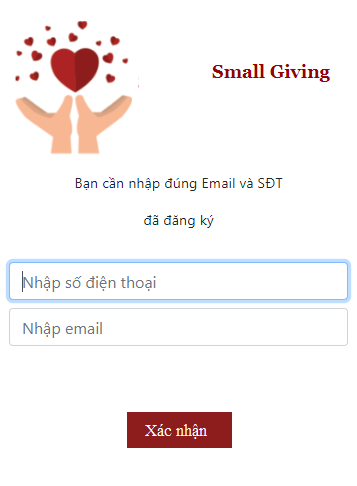 Small Giving
Bạn cần nhập đúng Email và SĐT
đã đăng ký
Nhập số điện thoại
Nhập email
Xác nhận